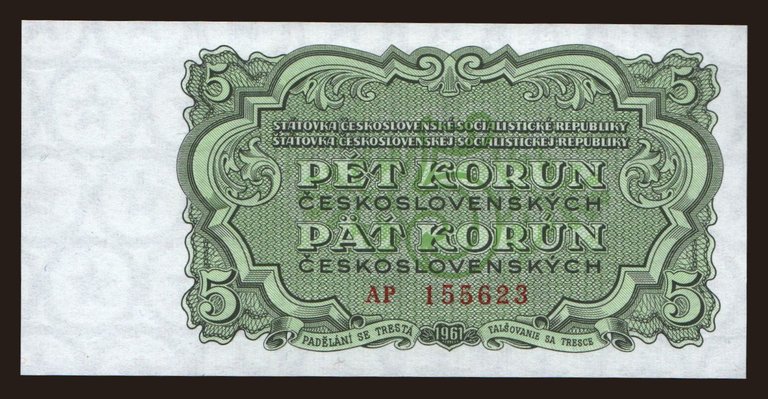 5 5
STÁTOVKA ČESKOSLOVENSKÉ SOCIALISTICKÉ REPUBLIKY
ŠTÁTOVKA ČESKOSLOVENSKEJ SOCIALISTICKEJ REPUBLIKY
PĚT KORUN
ČESKOSLOVENSKÝCH
PÄŤ KORÚN
ČESKOSLOVENSKÝCH
AP 155623
5 5
PADĚLÁNÍ SE TRESTÁ 1961 FALŠOVANIE SA TRESCE